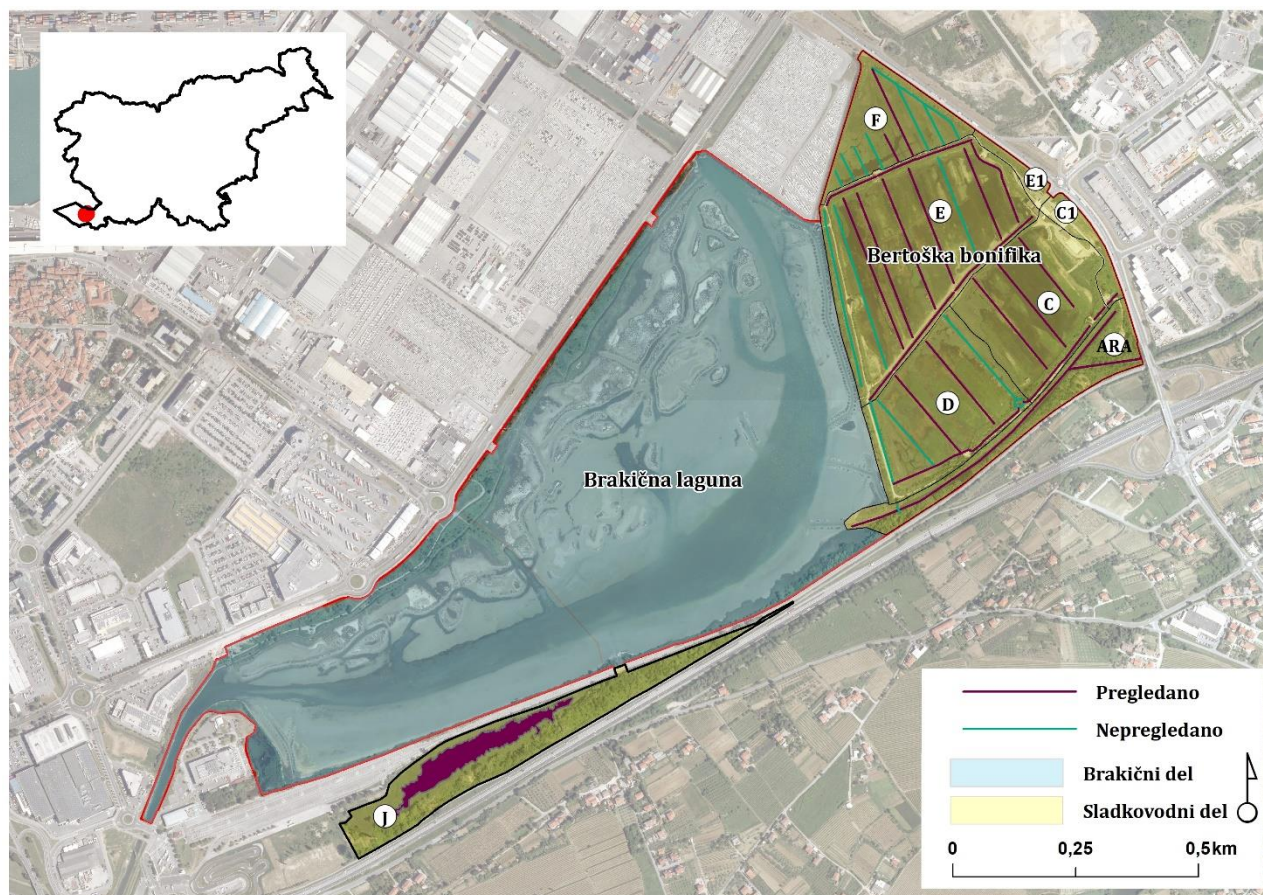 F
E1
C1
E
Bertoška bonifika
C
ARA
D
Brakična laguna
J
Pregledano
Nepregledano
Brakični del
Sladkovodni del
0 0,25 0,5km